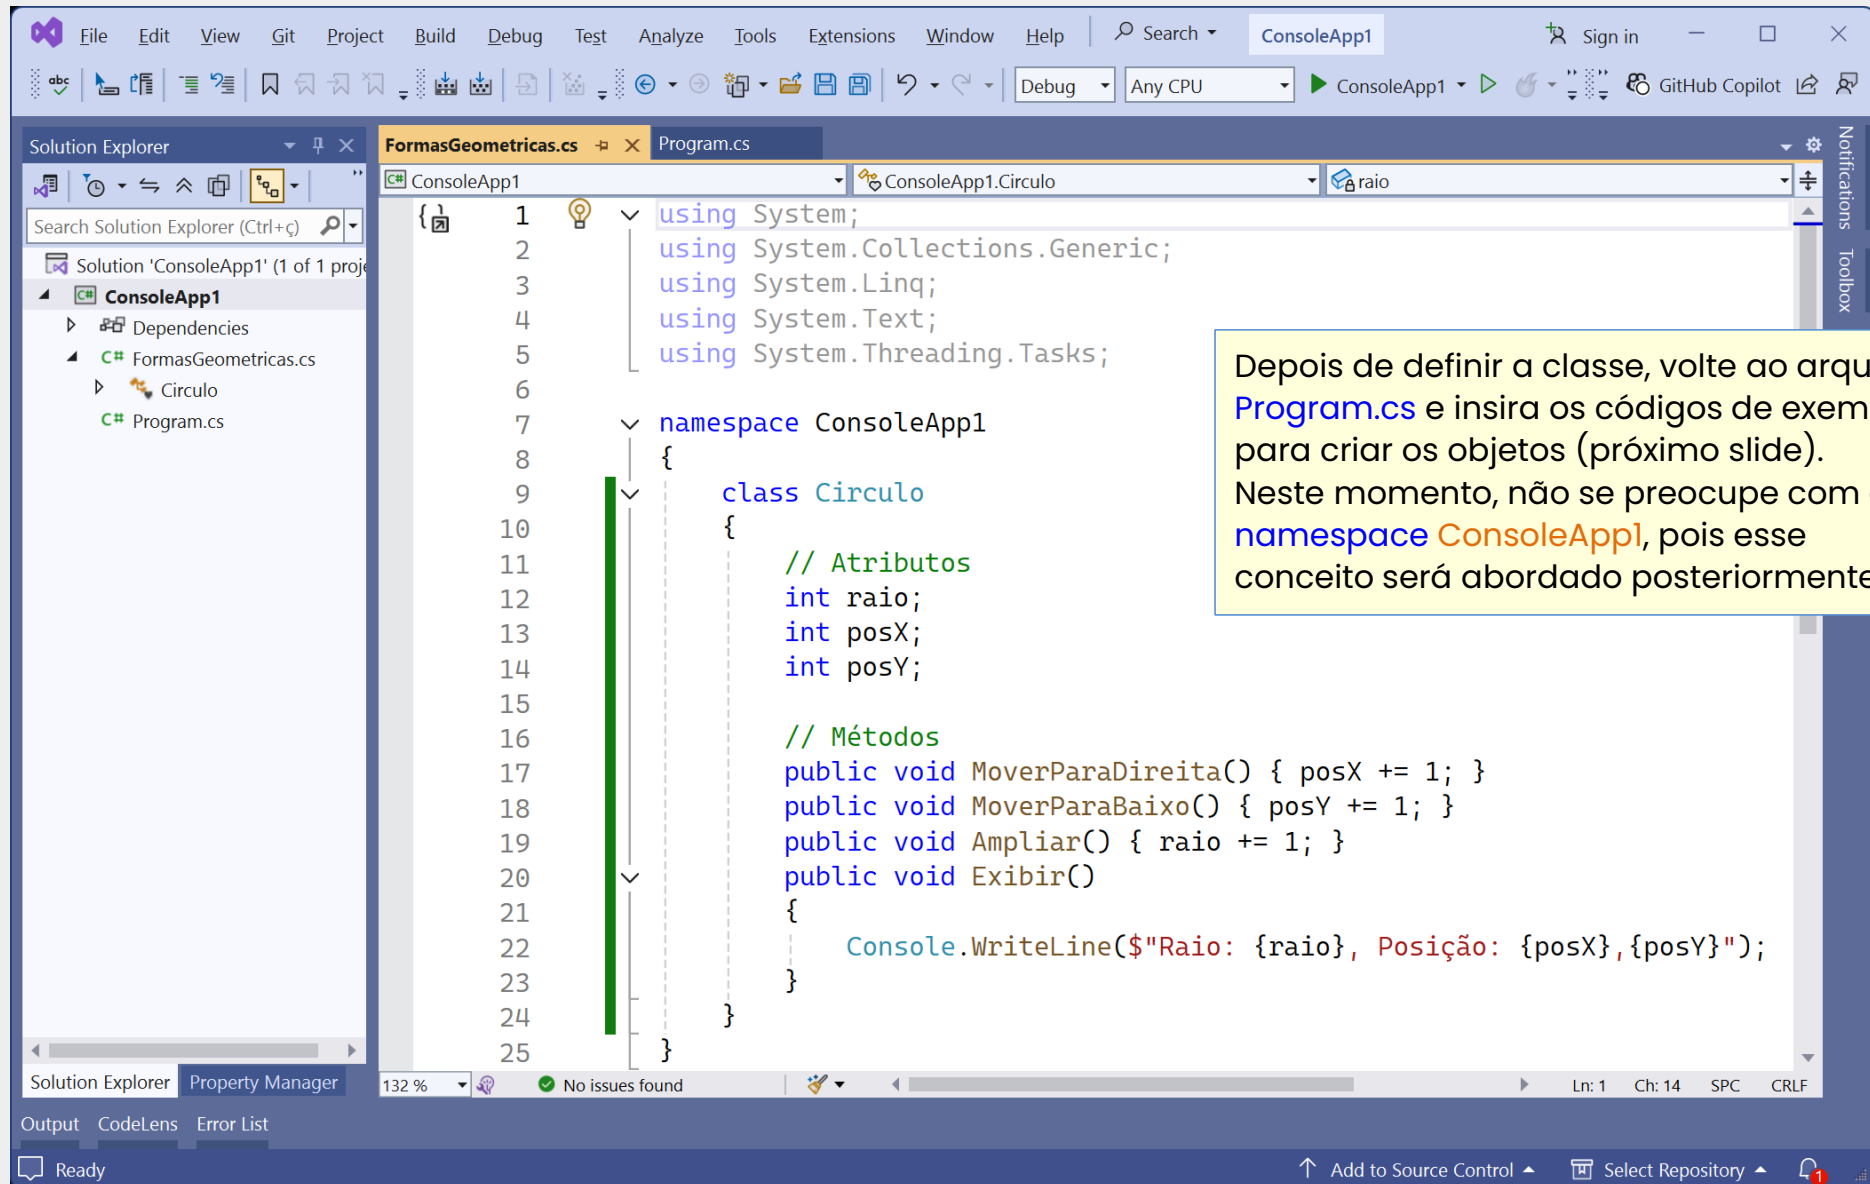 File Edit View Git Project Build Debug Test Analyze Tools Extensions Window Help Search ConsoleApp1 Sign in
Debug Any CPU ConsoleApp1 GitHub Copilot
Solution Explorer
Search Solution Explorer (Ctrl+ç)
Solution 'ConsoleApp1' (1 of 1 proje
ConsoleApp1
Dependencies
C# FormasGeometricas.cs
Circulo
C# Program.cs
Solution Explorer Property Manager
FormasGeometricas.cs Program.cs
C# ConsoleApp1 ConsoleApp1.Circulo raio
1 using System;
2 using System.Collections.Generic;
3 using System.Linq;
4 using System.Text;
5 using System.Threading.Tasks;
6
7 namespace ConsoleApp1
8 {
9 class Circulo
10 {
11 // Atributos
12 int raio;
13 int posX;
14 int posY;
15
16 // Métodos
17 public void MoverParaDireita() { posX += 1; }
18 public void MoverParaBaixo() { posY += 1; }
19 public void Ampliar() { raio += 1; }
20 public void Exibir()
21 {
22 Console.WriteLine($"Raio: {raio}, Posição: {posX},{posY}");
23 }
24 }
25 }
Depois de definir a classe, volte ao arqu
Program.cs e insira os códigos de exem
para criar os objetos (próximo slide).
Neste momento, não se preocupe com
namespace ConsoleApp1, pois esse
conceito será abordado posteriormente
Notifications
Toolbox
132 % No issues found Ln: 1 Ch: 14 SPC CRLF
Output CodeLens Error List
Ready Add to Source Control Select Repository 1